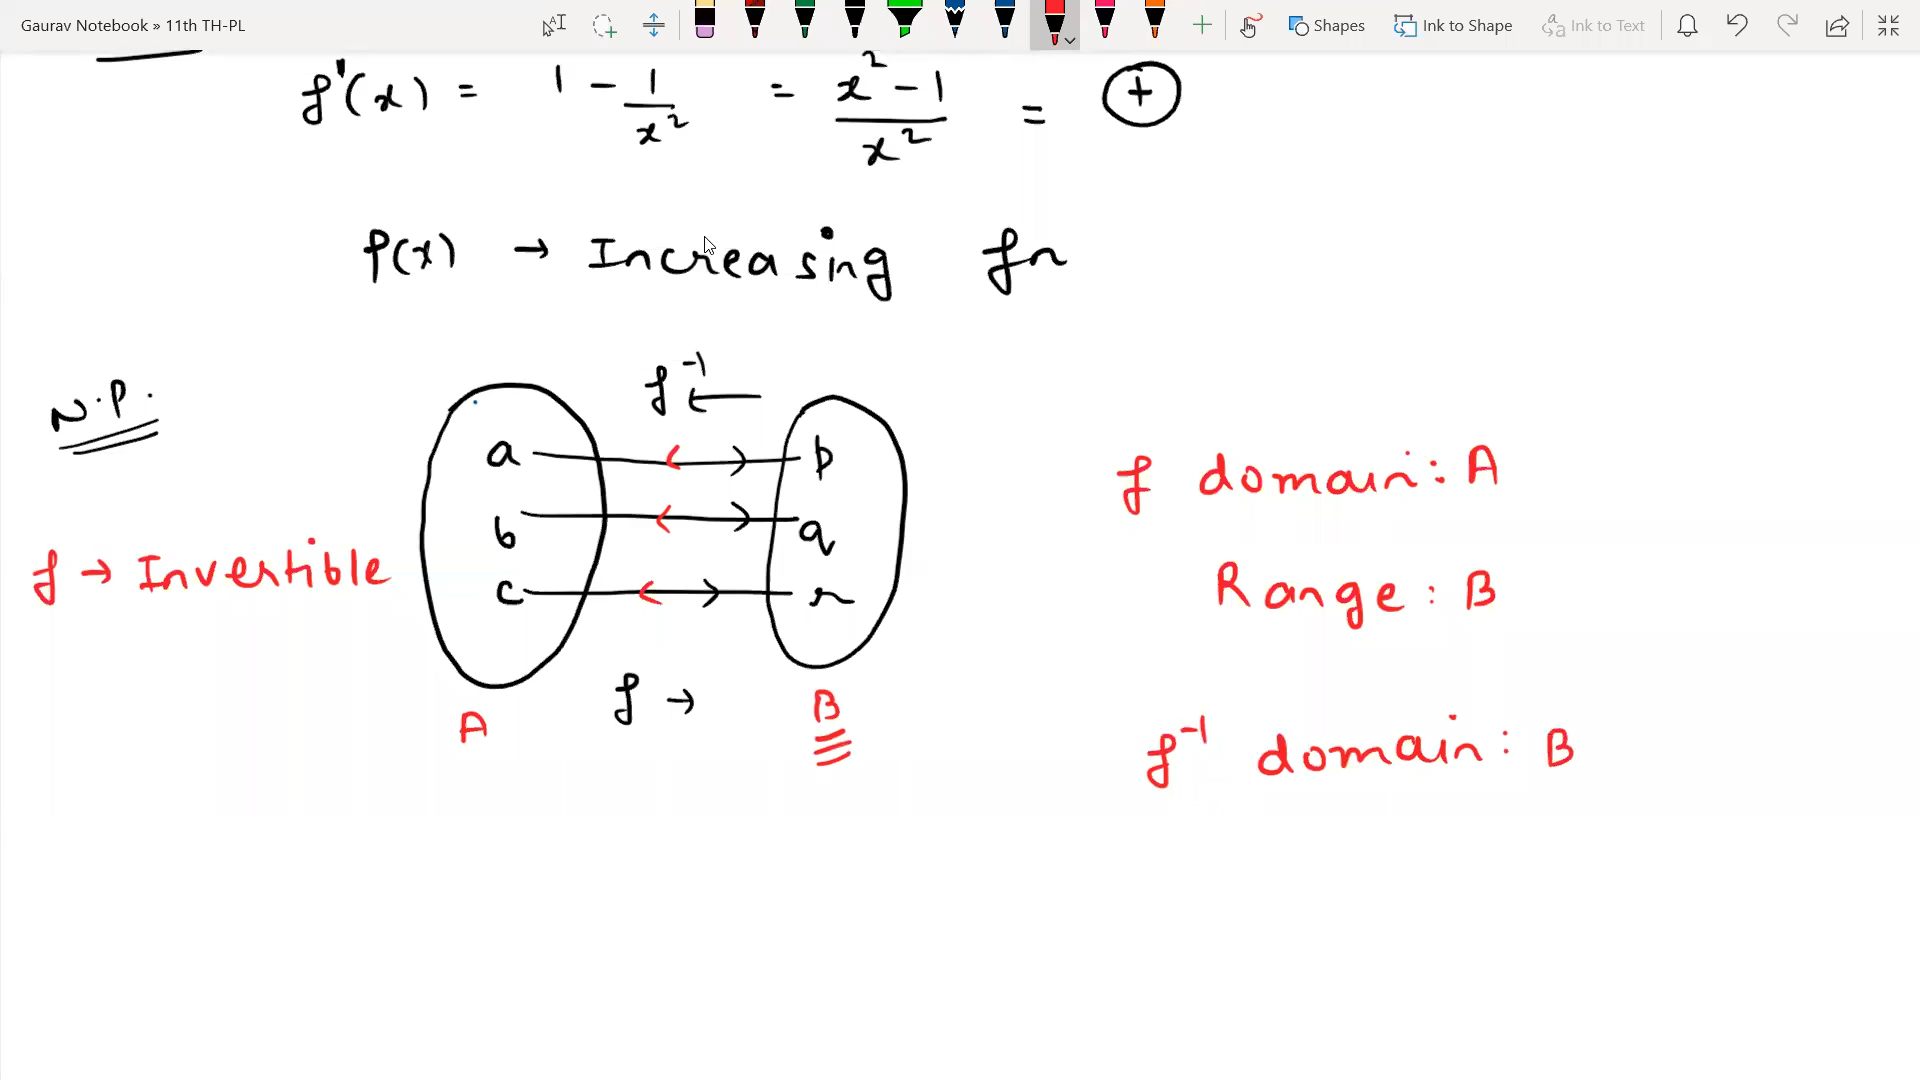 Gaurav Notebook » 11th TH-PL
Shapes
Ink to Shape
Ink to Text
f'(x) = 1 - 1/x² = x² - 1/x² = +
f(x) → Increasing fn
N.P.
f⁻¹ ←
a p
b q
c r
f →
A B
f → Invertible
f domain : A
Range : B
f⁻¹ domain : B